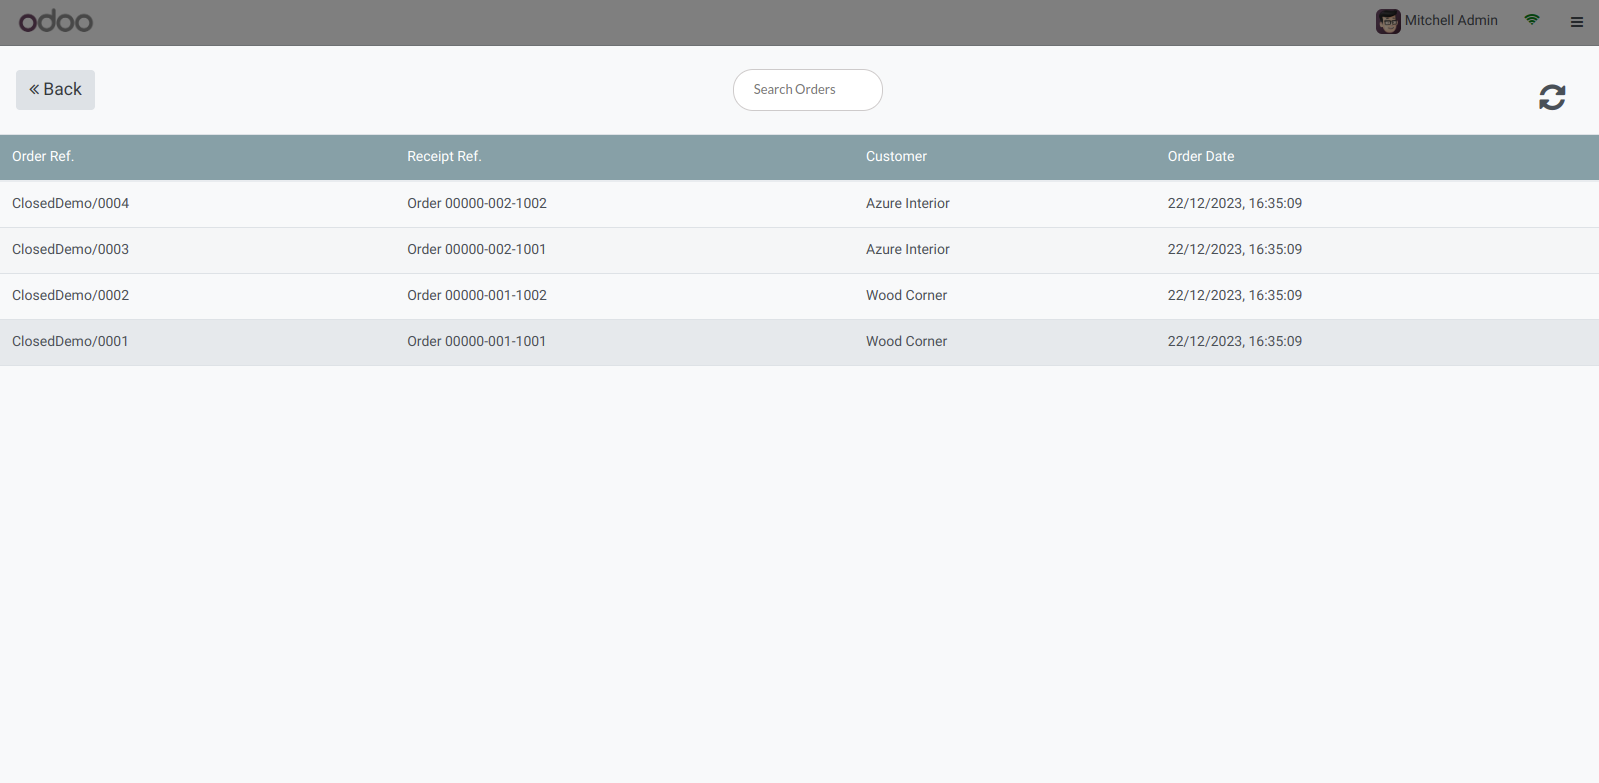 odoo
Mitchell Admin
« Back
Search Orders
Order Ref. Receipt Ref. Customer Order Date
ClosedDemo/0004 Order 00000-002-1002 Azure Interior 22/12/2023, 16:35:09
ClosedDemo/0003 Order 00000-002-1001 Azure Interior 22/12/2023, 16:35:09
ClosedDemo/0002 Order 00000-001-1002 Wood Corner 22/12/2023, 16:35:09
ClosedDemo/0001 Order 00000-001-1001 Wood Corner 22/12/2023, 16:35:09